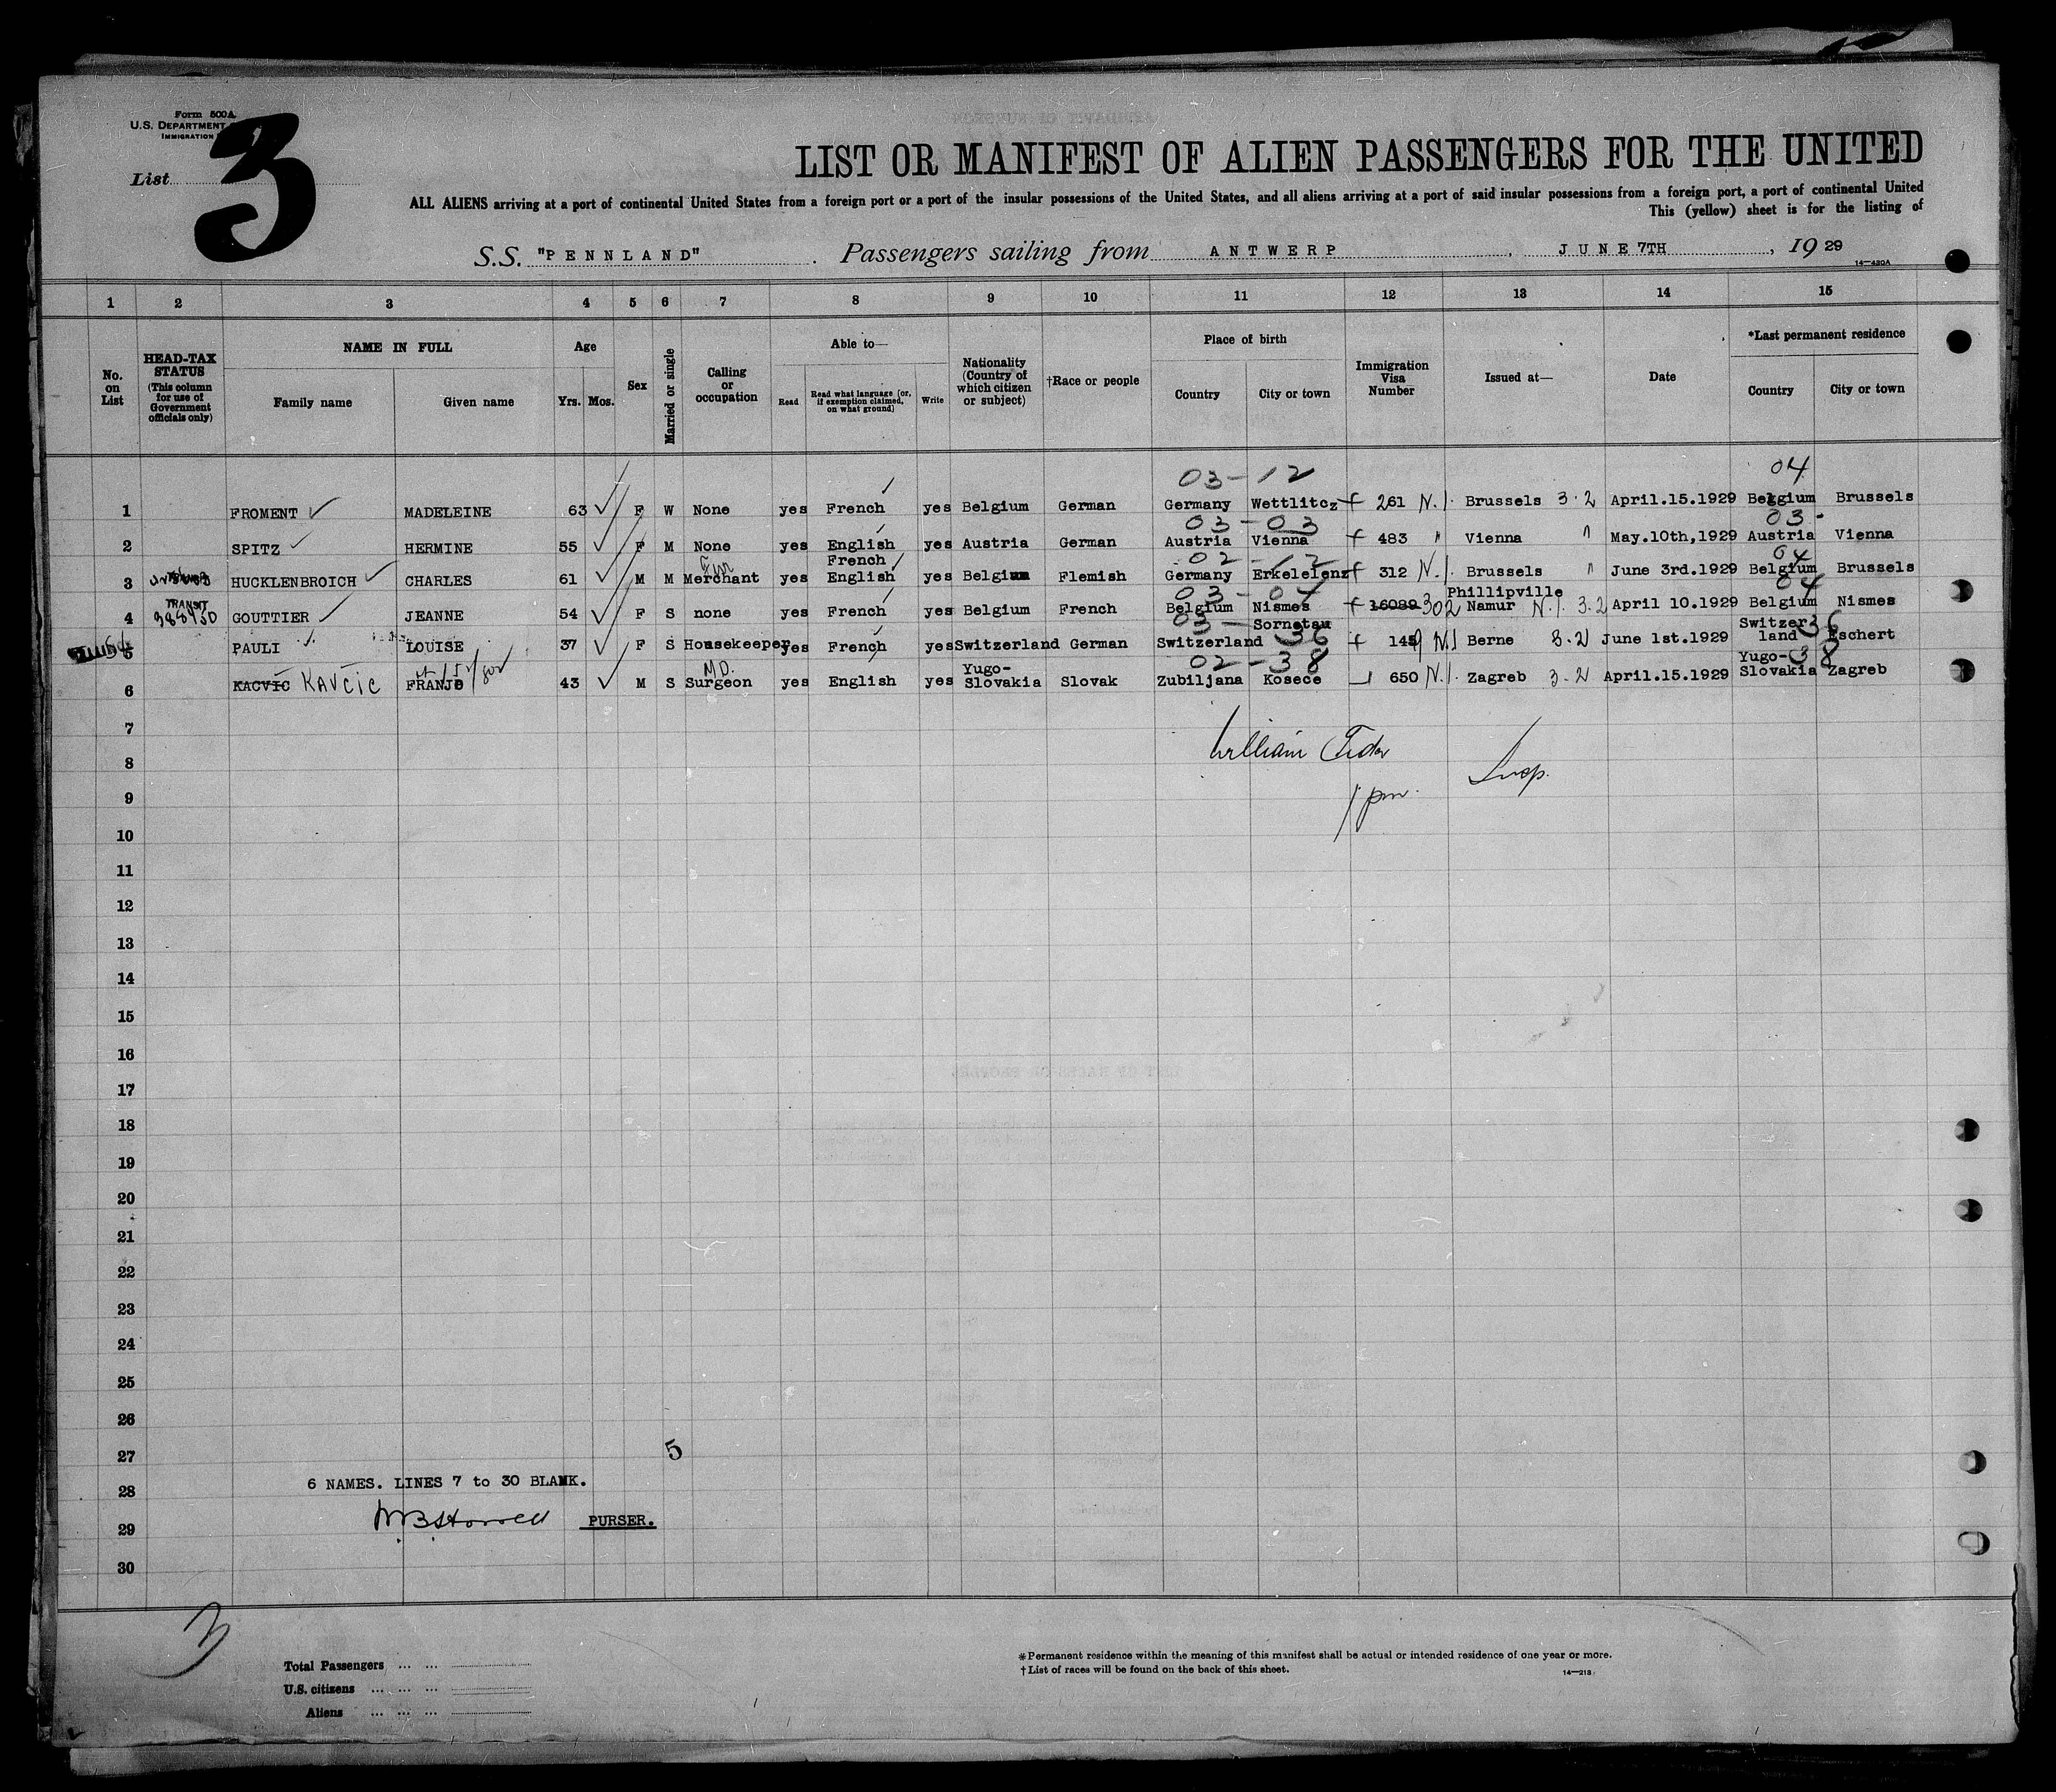 Form 500A
U.S. DEPARTMENT
IMMIGRATION
List 3
LIST OR MANIFEST OF ALIEN PASSENGERS FOR THE UNITED
ALL ALIENS arriving at a port of continental United States from a foreign port or a port of the insular possessions of the United States, and all aliens arriving at a port of said insular possessions from a foreign port, a port of continental United
This (yellow) sheet is for the listing of
S.S. "PENNLAND" Passengers sailing from ANTWERP, JUNE 7TH, 19 29
14—430A
1 2 3 4 5 6 7 8 9 10 11 12 13 14 15
No. on List
HEAD-TAX STATUS (This column for use of Government officials only)
NAME IN FULL
Family name Given name
Age
Yrs. Mos.
Sex
Married or single
Calling or occupation
Able to—
Read Read what language (or, if exemption claimed, on what ground) Write
Nationality (Country of which citizen or subject)
†Race or people
Place of birth
Country City or town
Immigration Visa Number
Issued at—
Date
*Last permanent residence
Country City or town
03-12 04
1 FROMENT MADELEINE 63 F W None yes French yes Belgium German Germany Wettlitcz 261 N.I. Brussels 3.2 April.15.1929 Belgium Brussels
03-03 03
2 SPITZ HERMINE 55 F M None yes English yes Austria German Austria Vienna 483 " Vienna " May.10th,1929 Austria Vienna
French 02-12 04
3 HUCKLENBROICH CHARLES 61 M M Merchant yes English yes Belgium Flemish Germany Erkelelenz 312 N.I. Brussels " June 3rd.1929 Belgium Brussels
TRANSIT 03-04 Phillipville 04
4 388450 GOUTTIER JEANNE 54 F S none yes French yes Belgium French Belgium Nismes 16089 302 Namur N.I. 3.2 April 10.1929 Belgium Nismes
03-36 Sornetau Switzer 36
5 PAULI LOUISE 37 F S Housekeeper yes French yes Switzerland German Switzerland 149 N.I Berne 3.2 June 1st.1929 land Eschert
M.D. Yugo- 02-38 Yugo- 38
6 KACVIC KAVČIČ FRANJO 43 M S Surgeon yes English yes Slovakia Slovak Zubiljana Kosece 650 N.I. Zagreb 3.2 April.15.1929 Slovakia Zagreb
7
William
8
Insp.
9
1 pm.
10
11
12
13
14
15
16
17
18
19
20
21
22
23
24
25
26
27
5
6 NAMES. LINES 7 to 30 BLANK.
28
29
PURSER.
30
3
Total Passengers
U.S. citizens
Aliens
*Permanent residence within the meaning of this manifest shall be actual or intended residence of one year or more.
†List of races will be found on the back of this sheet.
14—213